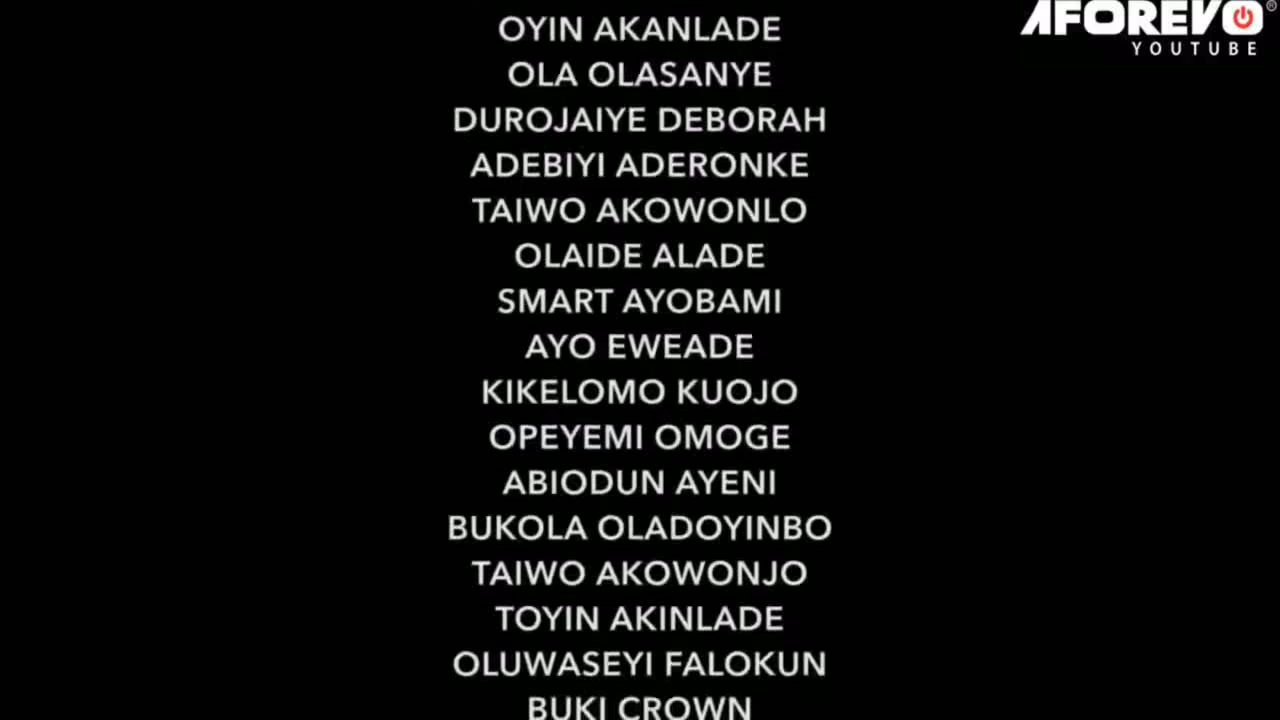 AFOREVO®
YOUTUBE
OYIN AKANLADE
OLA OLASANYE
DUROJAIYE DEBORAH
ADEBIYI ADERONKE
TAIWO AKOWONLO
OLAIDE ALADE
SMART AYOBAMI
AYO EWEADE
KIKELOMO KUOJO
OPEYEMI OMOGE
ABIODUN AYENI
BUKOLA OLADOYINBO
TAIWO AKOWONJO
TOYIN AKINLADE
OLUWASEYI FALOKUN
BUKI CROWN